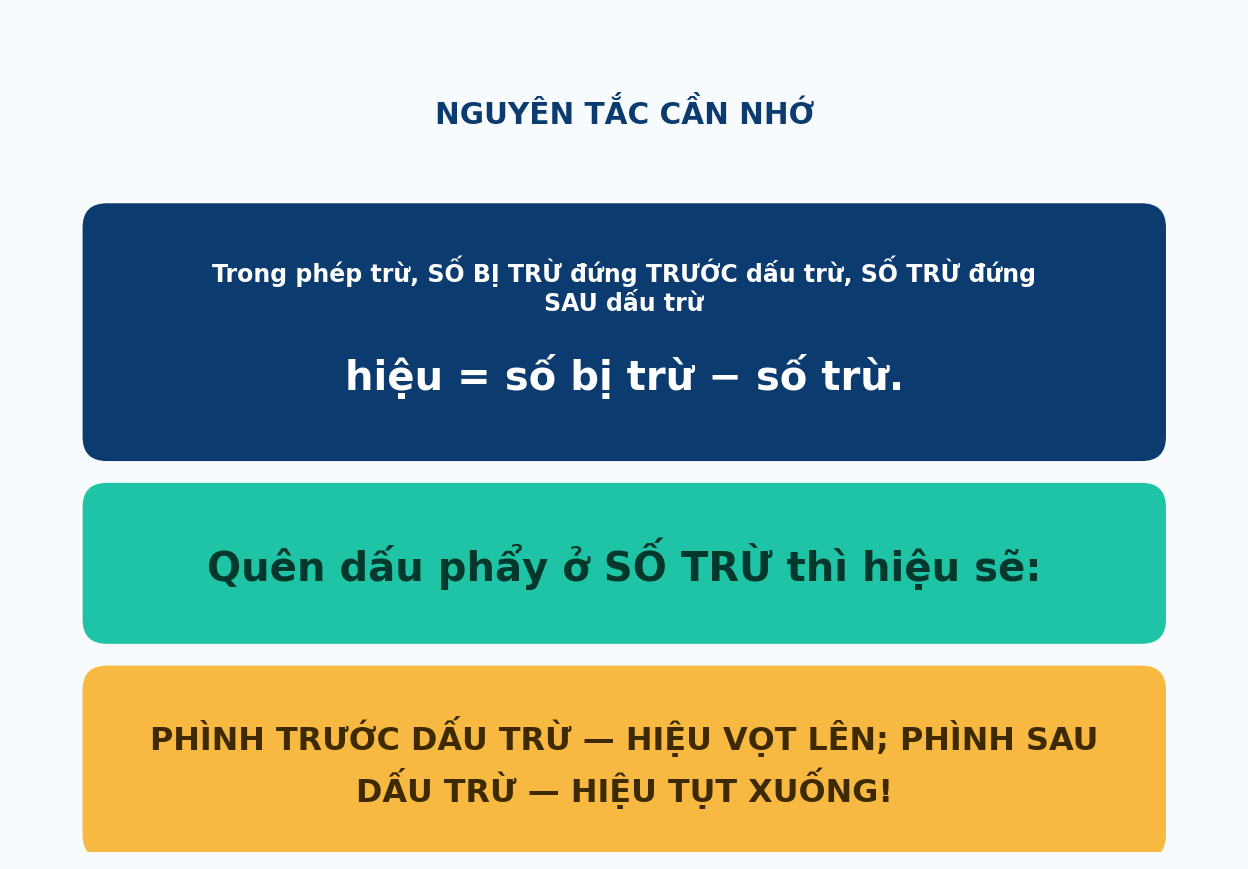 NGUYÊN TẮC CẦN NHỚ
Trong phép trừ, SỐ BỊ TRỪ đứng TRƯỚC dấu trừ, SỐ TRỪ đứng
SAU dấu trừ
hiệu = số bị trừ − số trừ.
Quên dấu phẩy ở SỐ TRỪ thì hiệu sẽ:
PHÌNH TRƯỚC DẤU TRỪ — HIỆU VỌT LÊN; PHÌNH SAU
DẤU TRỪ — HIỆU TỤT XUỐNG!